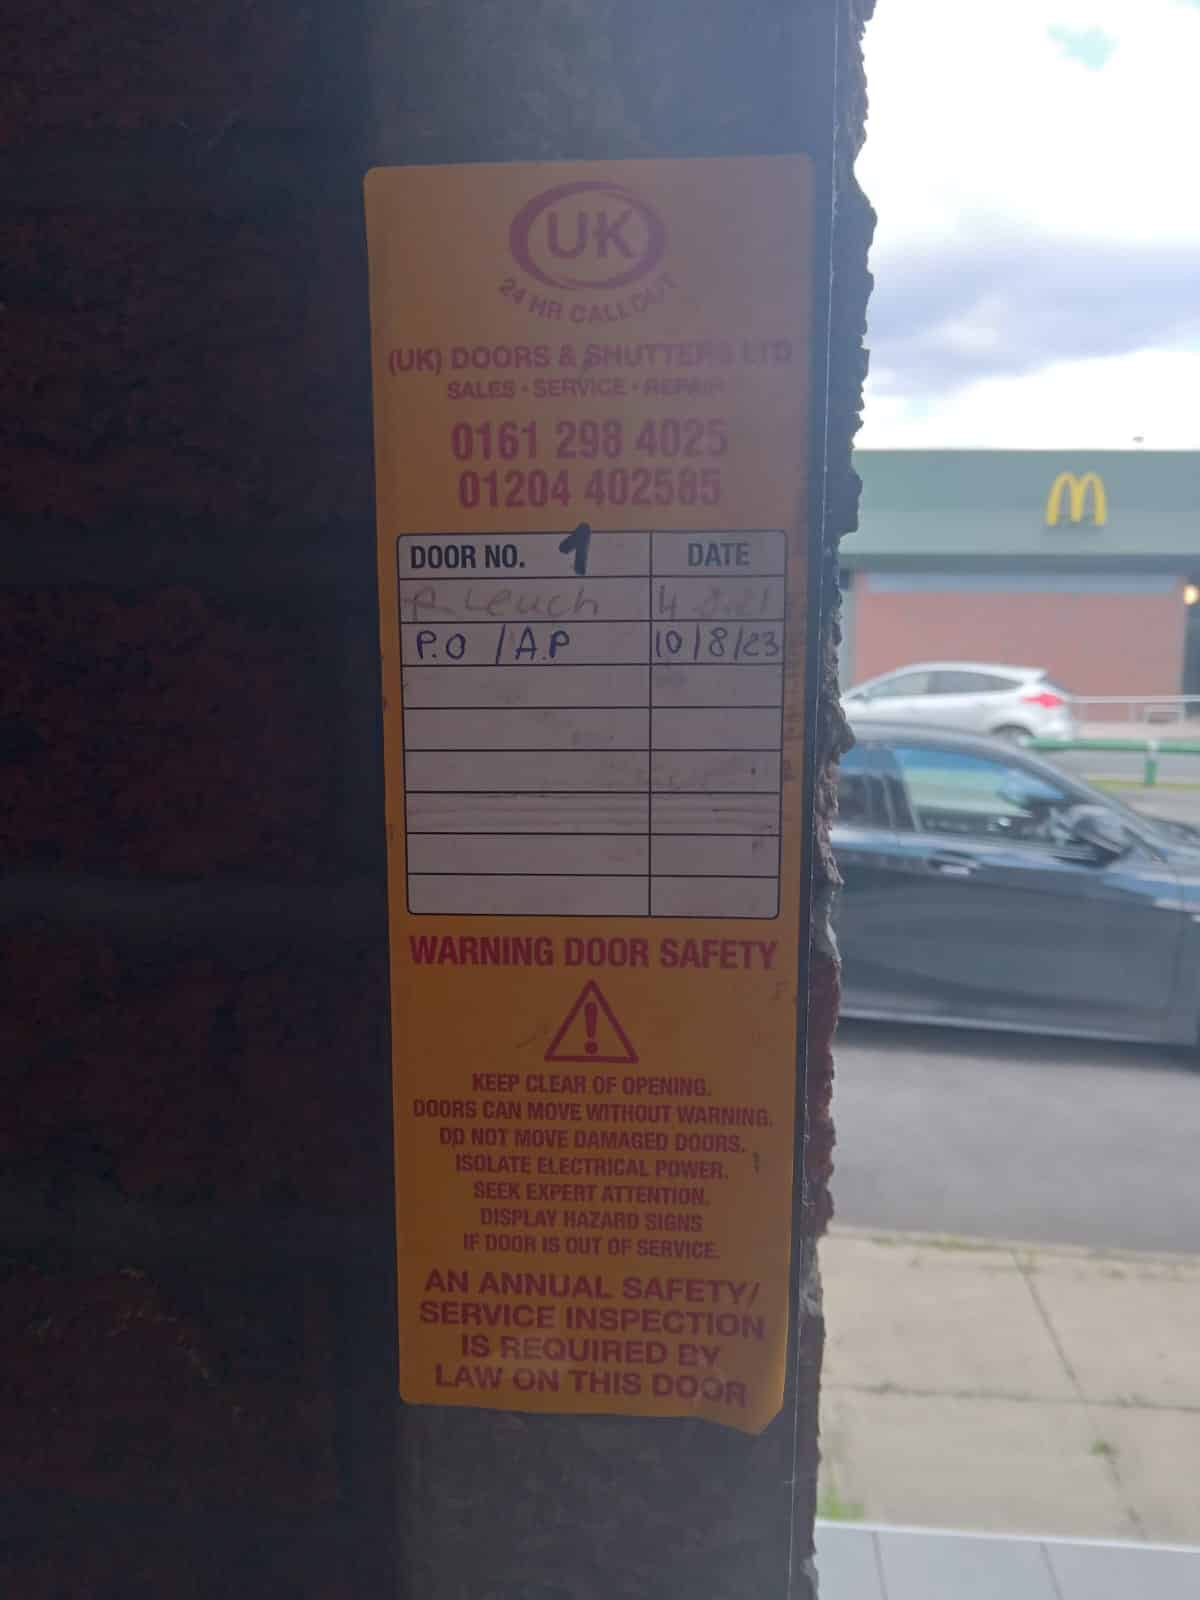 UK
24 HR CALLOUT
(UK) DOORS & SHUTTERS LTD
SALES · SERVICE · REPAIR
0161 298 4025
01204 402585
DOOR NO. 1 DATE
P.O / A.P 10/8/23
WARNING DOOR SAFETY
KEEP CLEAR OF OPENING.
DOORS CAN MOVE WITHOUT WARNING.
DO NOT MOVE DAMAGED DOORS.
ISOLATE ELECTRICAL POWER.
SEEK EXPERT ATTENTION.
DISPLAY HAZARD SIGNS
IF DOOR IS OUT OF SERVICE.
AN ANNUAL SAFETY/
SERVICE INSPECTION
IS REQUIRED BY
LAW ON THIS DOOR